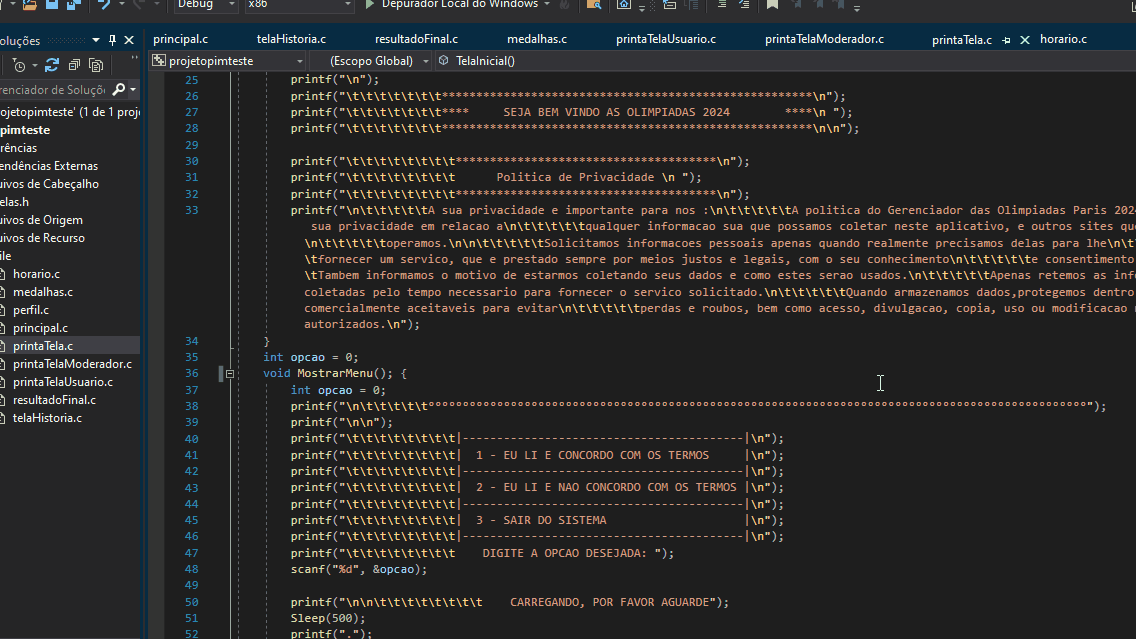 Debug x86 Depurador Local do Windows
oluções principal.c telaHistoria.c resultadoFinal.c medalhas.c printaTelaUsuario.c printaTelaModerador.c printaTela.c horario.c
projetopimteste (Escopo Global) TelaInicial()
renciador de Soluçõ
ojetopimteste' (1 de 1 proj
pimteste
rências
endências Externas
uivos de Cabeçalho
elas.h
uivos de Origem
uivos de Recurso
ile
horario.c
medalhas.c
perfil.c
principal.c
printaTela.c
printaTelaModerador.c
printaTelaUsuario.c
resultadoFinal.c
telaHistoria.c
25 printf("\n");
26 printf("\t\t\t\t\t\t\t******************************************************\n");
27 printf("\t\t\t\t\t\t\t**** SEJA BEM VINDO AS OLIMPIADAS 2024 ****\n ");
28 printf("\t\t\t\t\t\t\t******************************************************\n\n");
29
30 printf("\t\t\t\t\t\t\t\t**************************************\n");
31 printf("\t\t\t\t\t\t\t\t Politica de Privacidade \n ");
32 printf("\t\t\t\t\t\t\t\t**************************************\n");
33 printf("\n\t\t\t\t\tA sua privacidade e importante para nos :\n\t\t\t\t\tA politica do Gerenciador das Olimpiadas Paris 202
sua privacidade em relacao a\n\t\t\t\t\tqualquer informacao sua que possamos coletar neste aplicativo, e outros sites qu
\n\t\t\t\t\toperamos.\n\n\t\t\t\t\tSolicitamos informacoes pessoais apenas quando realmente precisamos delas para lhe\n\t
\tfornecer um servico, que e prestado sempre por meios justos e legais, com o seu conhecimento\n\t\t\t\t\te consentimento
\tTambem informamos o motivo de estarmos coletando seus dados e como estes serao usados.\n\t\t\t\t\tApenas retemos as inf
coletadas pelo tempo necessario para fornecer o servico solicitado.\n\t\t\t\t\tQuando armazenamos dados,protegemos dentro
comercialmente aceitaveis para evitar\n\t\t\t\t\tperdas e roubos, bem como acesso, divulgacao, copia, uso ou modificacao n
autorizados.\n");
34 }
35 int opcao = 0;
36 void MostrarMenu(); {
37 int opcao = 0;
38 printf("\n\t\t\t\t\t°°°°°°°°°°°°°°°°°°°°°°°°°°°°°°°°°°°°°°°°°°°°°°°°°°°°°°°°°°°°°°°°°°°°°°°°°°°°°°°°°°°°°°°°°°°°°°°°");
39 printf("\n\n");
40 printf("\t\t\t\t\t\t\t\t|-----------------------------------------|\n");
41 printf("\t\t\t\t\t\t\t\t| 1 - EU LI E CONCORDO COM OS TERMOS |\n");
42 printf("\t\t\t\t\t\t\t\t|-----------------------------------------|\n");
43 printf("\t\t\t\t\t\t\t\t| 2 - EU LI E NAO CONCORDO COM OS TERMOS |\n");
44 printf("\t\t\t\t\t\t\t\t|-----------------------------------------|\n");
45 printf("\t\t\t\t\t\t\t\t| 3 - SAIR DO SISTEMA |\n");
46 printf("\t\t\t\t\t\t\t\t|-----------------------------------------|\n");
47 printf("\t\t\t\t\t\t\t\t DIGITE A OPCAO DESEJADA: ");
48 scanf("%d", &opcao);
49
50 printf("\n\n\t\t\t\t\t\t\t\t CARREGANDO, POR FAVOR AGUARDE");
51 Sleep(500);
52 printf(".");